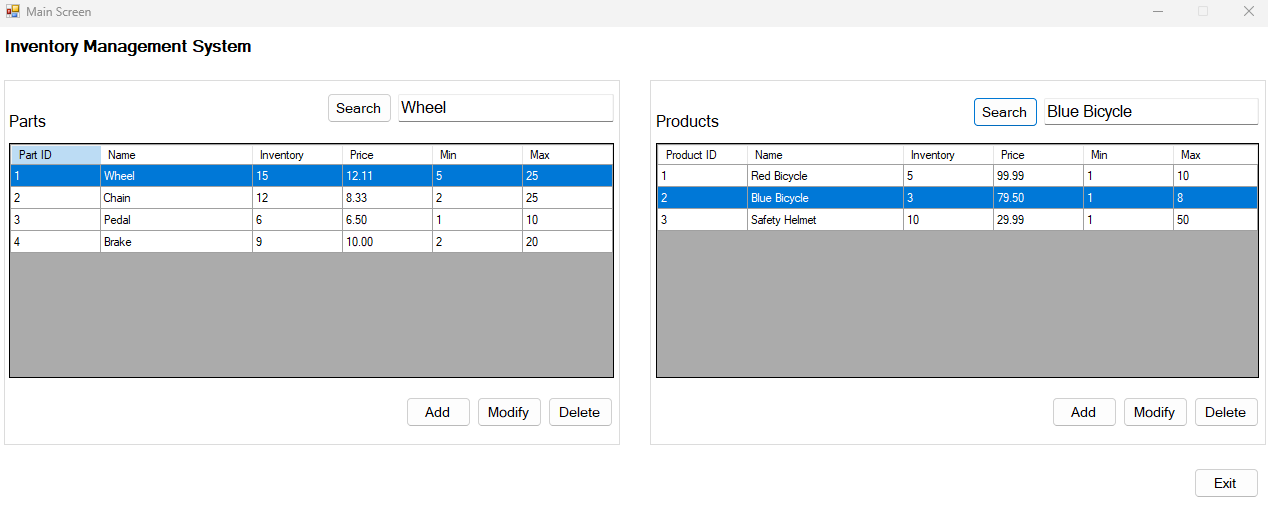 Main Screen
Inventory Management System
Search Wheel
Parts
Part ID Name Inventory Price Min Max
1 Wheel 15 12.11 5 25
2 Chain 12 8.33 2 25
3 Pedal 6 6.50 1 10
4 Brake 9 10.00 2 20
Add Modify Delete
Search Blue Bicycle
Products
Product ID Name Inventory Price Min Max
1 Red Bicycle 5 99.99 1 10
2 Blue Bicycle 3 79.50 1 8
3 Safety Helmet 10 29.99 1 50
Add Modify Delete
Exit